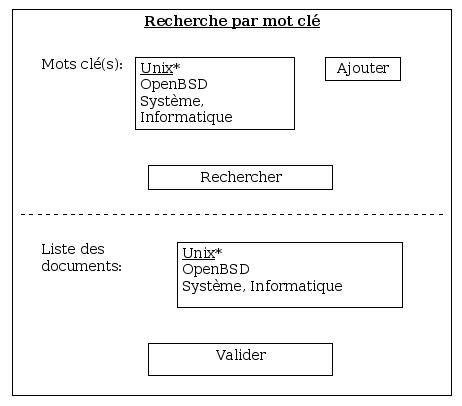 Recherche par mot clé
Mots clé(s):
Unix*
OpenBSD
Système,
Informatique
Ajouter
Rechercher
Liste des
documents:
Unix*
OpenBSD
Système, Informatique
Valider